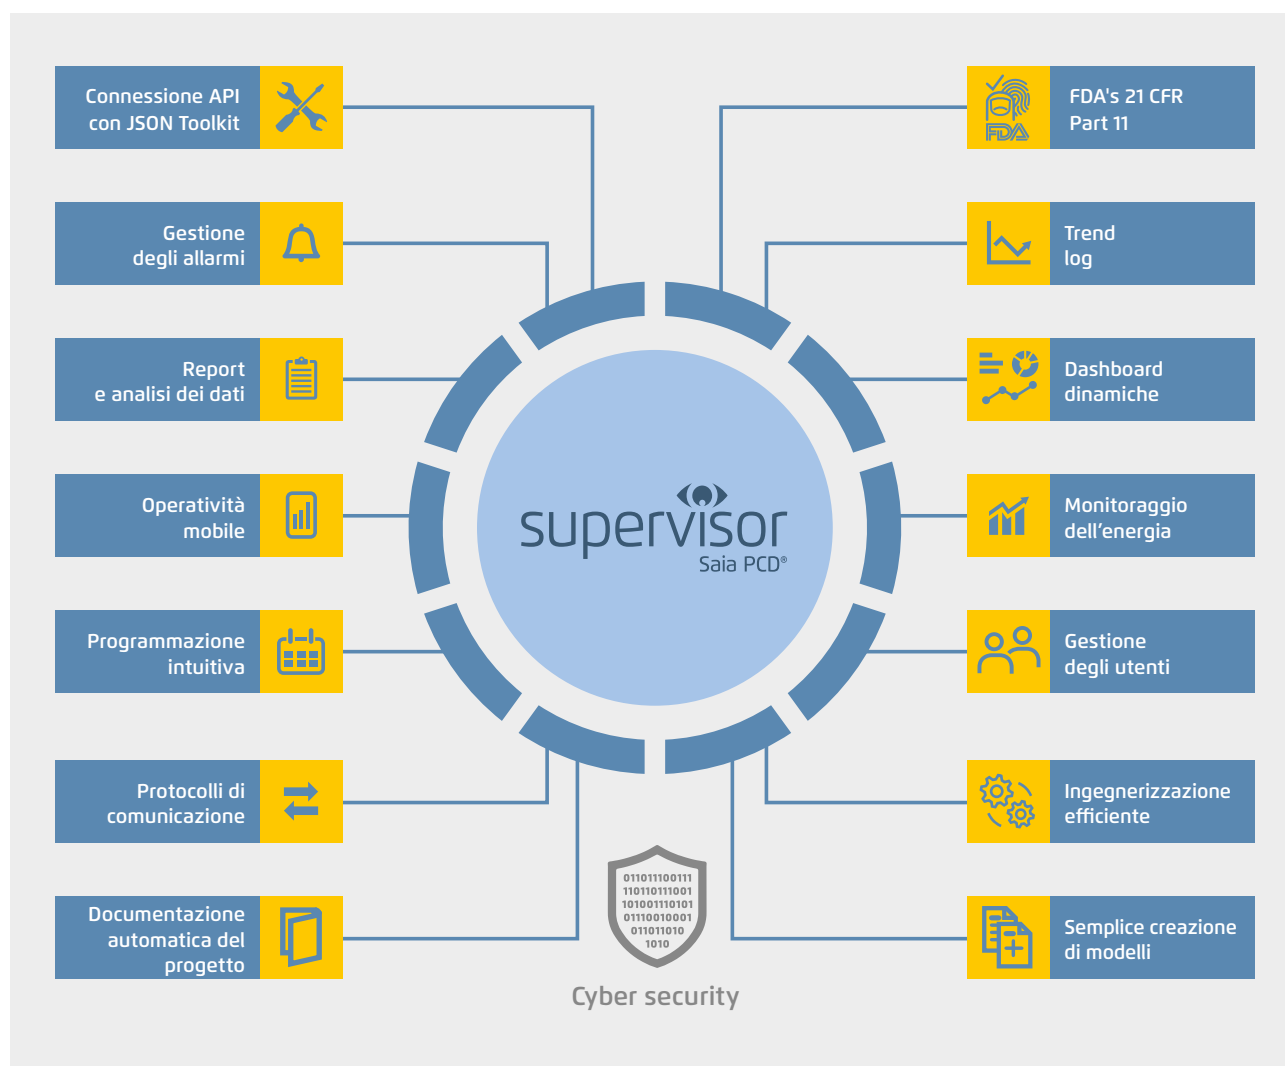 Connessione API
con JSON Toolkit
Gestione
degli allarmi
Report
e analisi dei dati
Operatività
mobile
Programmazione
intuitiva
Protocolli di
comunicazione
Documentazione
automatica del
progetto
supervisor
Saia PCD®
011011100111
110110111001
101001110101
01110010001
011011010
1010
Cyber security
FDA
FDA's 21 CFR
Part 11
Trend
log
Dashboard
dinamiche
Monitoraggio
dell’energia
Gestione
degli utenti
Ingegnerizzazione
efficiente
Semplice creazione
di modelli